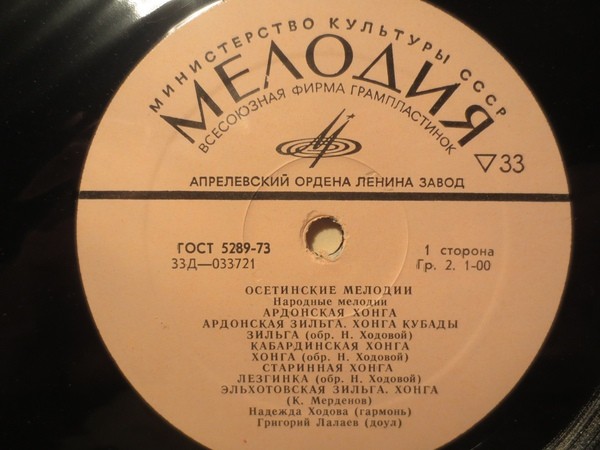 МИНИСТЕРСТВО КУЛЬТУРЫ СССР
МЕЛОДИЯ
ВСЕСОЮЗНАЯ ФИРМА ГРАМПЛАСТИНОК
33
АПРЕЛЕВСКИЙ ОРДЕНА ЛЕНИНА ЗАВОД
ГОСТ 5289-73
33Д—033721
1 сторона
Гр. 2. 1-00
ОСЕТИНСКИЕ МЕЛОДИИ
Народные мелодии
АРДОНСКАЯ ХОНГА
АРДОНСКАЯ ЗИЛЬГА. ХОНГА КУБАДЫ
ЗИЛЬГА (обр. Н. Ходовой)
КАБАРДИНСКАЯ ХОНГА
ХОНГА (обр. Н. Ходовой)
СТАРИННАЯ ХОНГА
ЛЕЗГИНКА (обр. Н. Ходовой)
ЭЛЬХОТОВСКАЯ ЗИЛЬГА. ХОНГА
(К. Мерденов)
Надежда Ходова (гармонь)
Григорий Лалаев (доул)